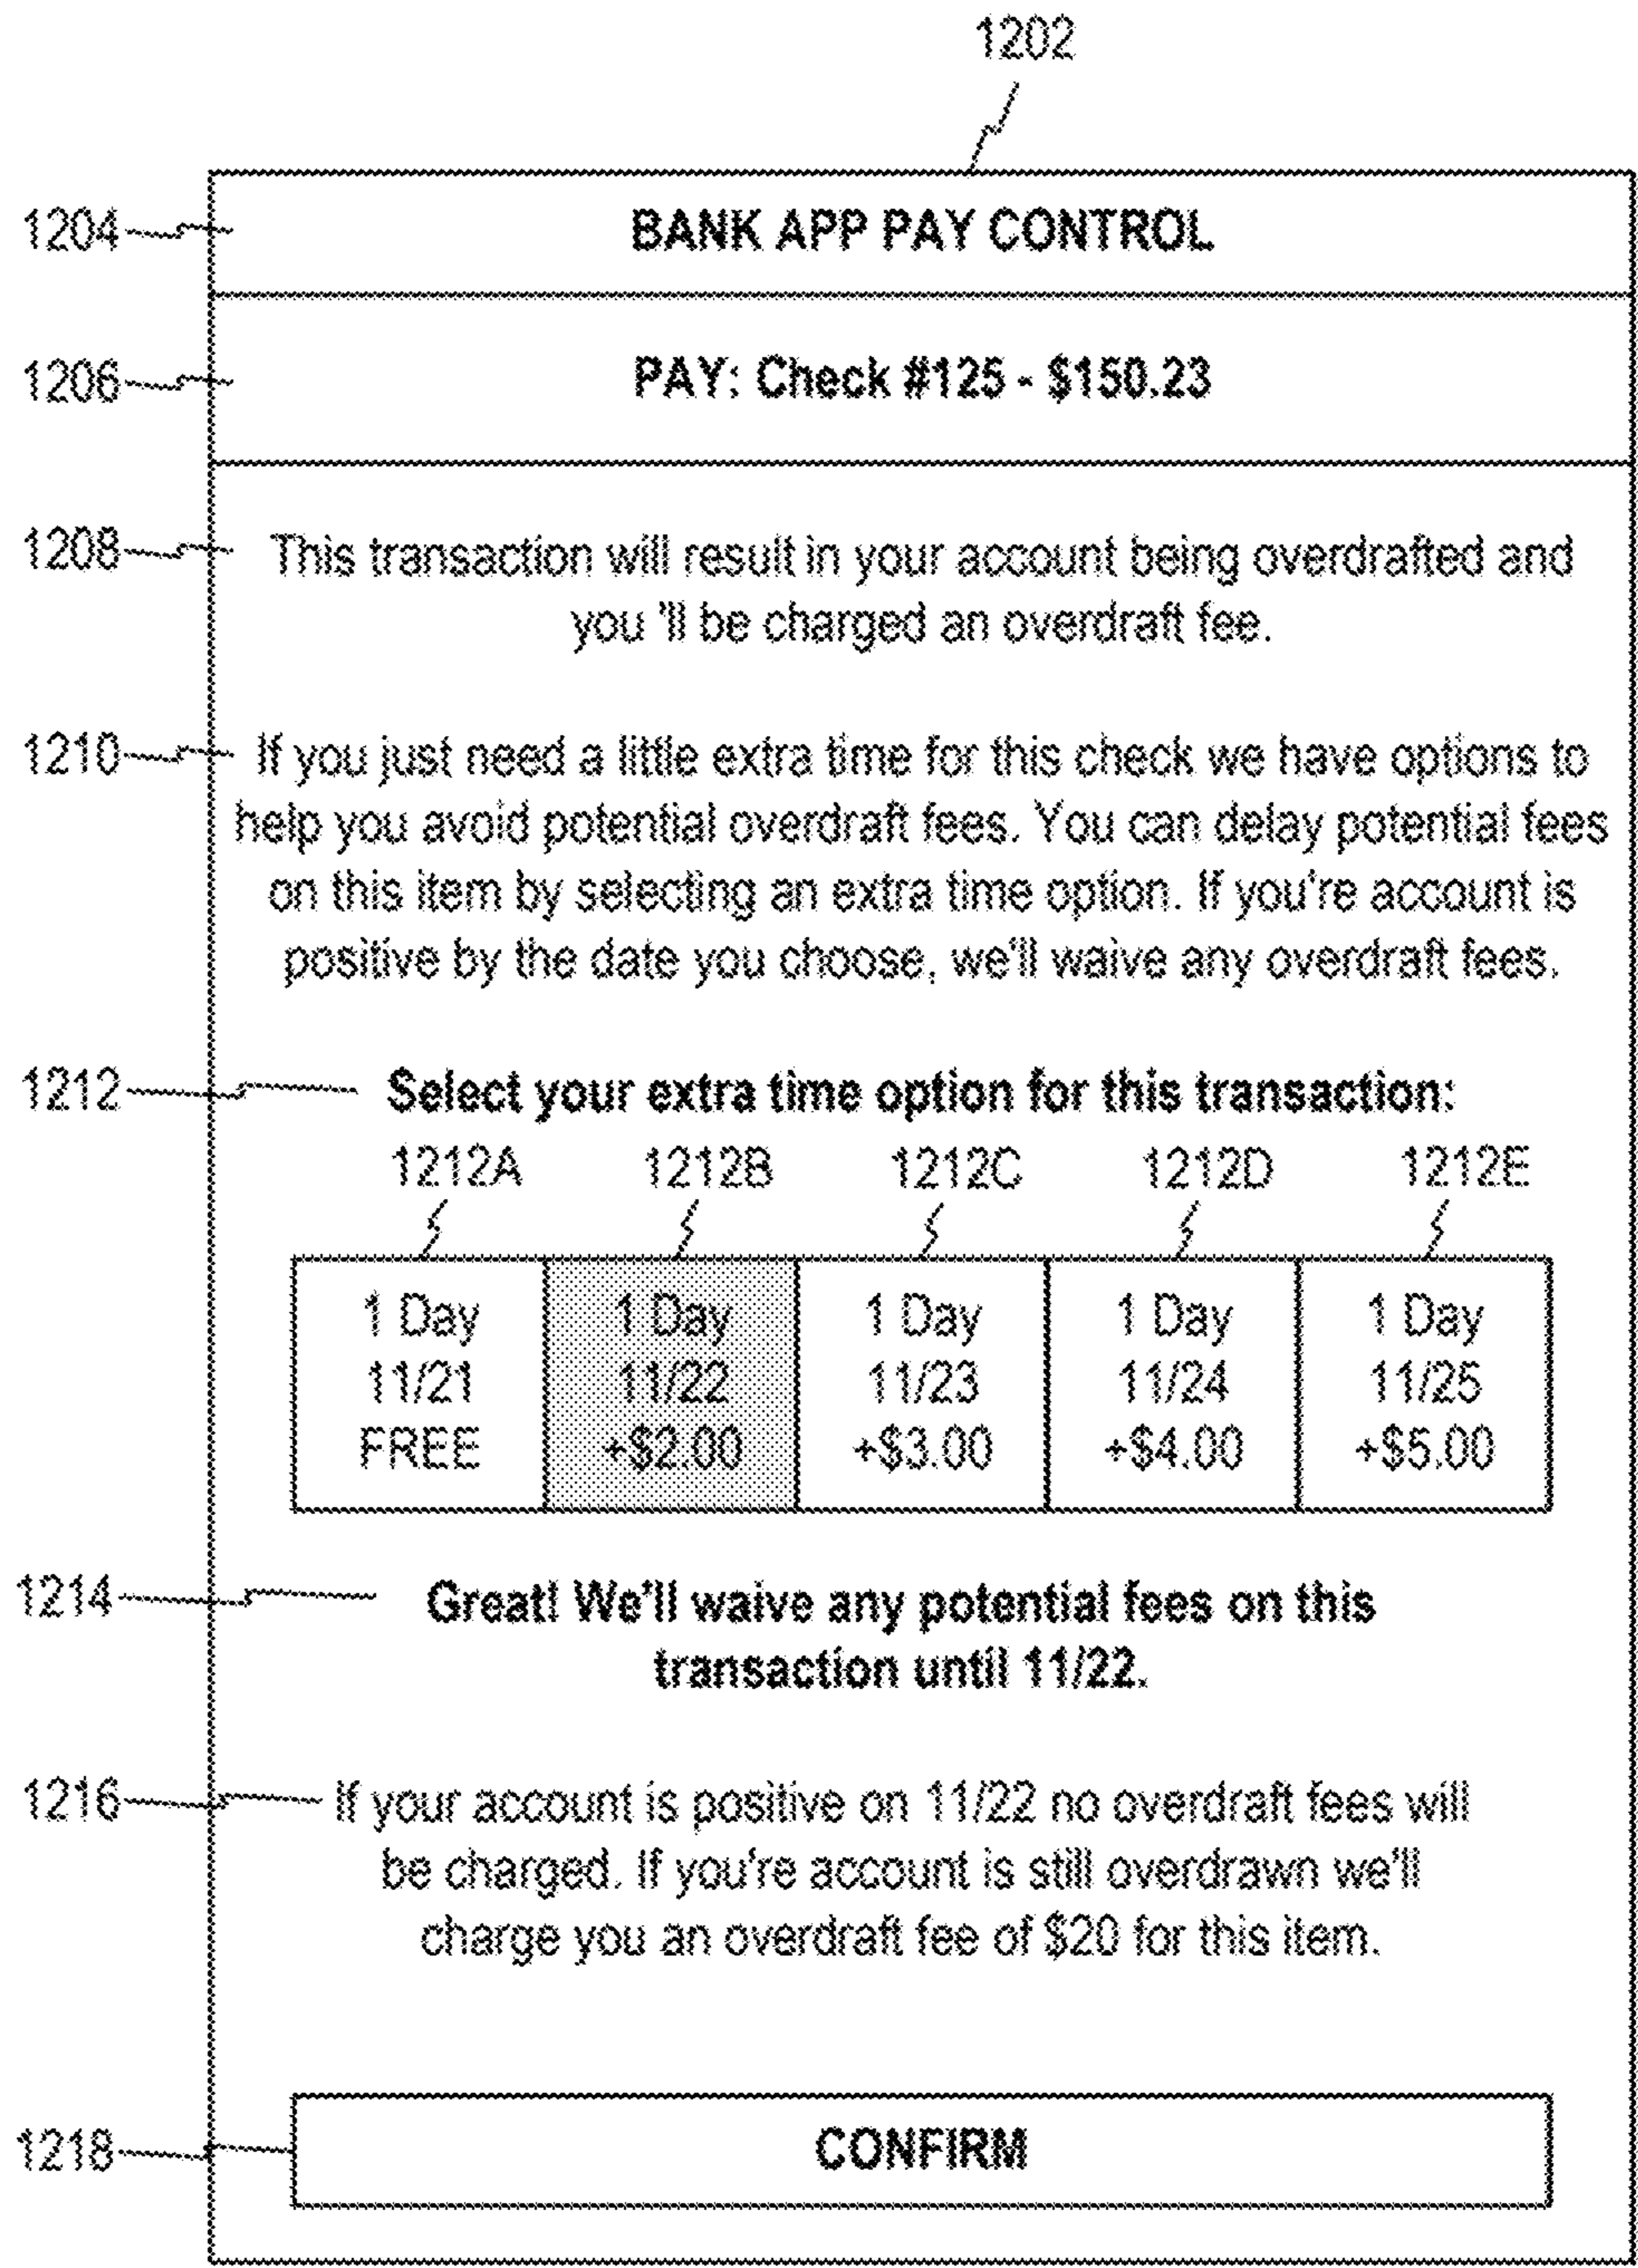 1202
1204
BANK APP PAY CONTROL
1206
PAY: Check #125 - $150.23
1208
This transaction will result in your account being overdrafted and
you 'll be charged an overdraft fee.
1210
If you just need a little extra time for this check we have options to
help you avoid potential overdraft fees. You can delay potential fees
on this item by selecting an extra time option. If you're account is
positive by the date you choose, we'll waive any overdraft fees.
1212
Select your extra time option for this transaction:
1212A 1212B 1212C 1212D 1212E
1 Day 1 Day 1 Day 1 Day 1 Day
11/21 11/22 11/23 11/24 11/25
FREE +$2.00 +$3.00 +$4.00 +$5.00
1214
Great! We'll waive any potential fees on this
transaction until 11/22.
1216
If your account is positive on 11/22 no overdraft fees will
be charged. If you're account is still overdrawn we'll
charge you an overdraft fee of $20 for this item.
1218
CONFIRM